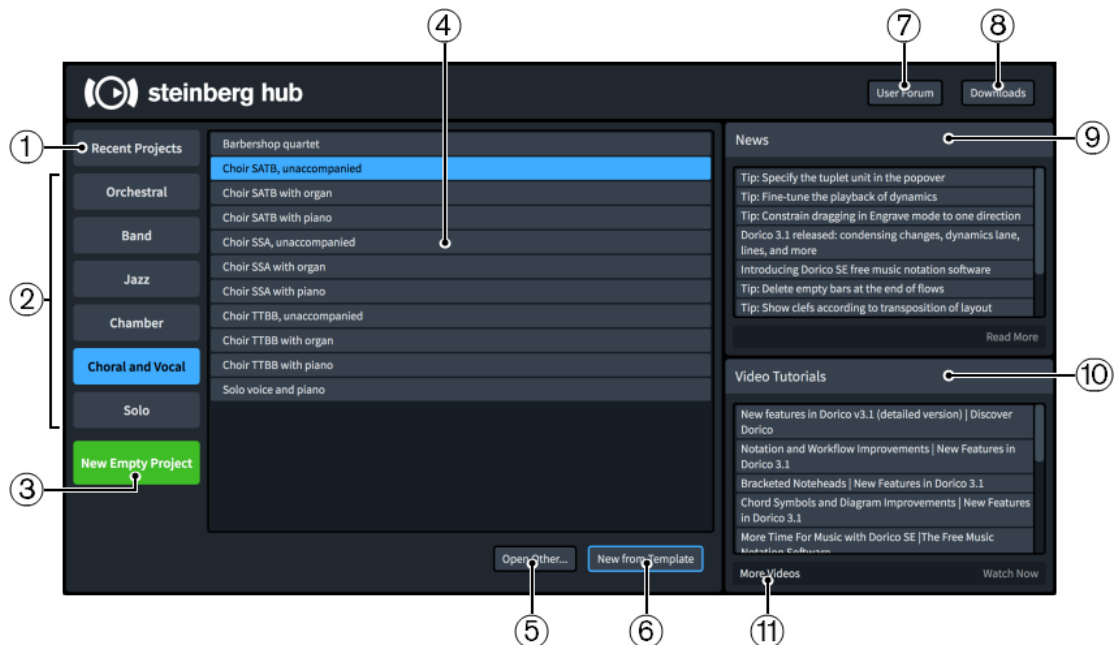 ④
⑦
⑧
steinberg hub
User Forum
Downloads
①
Recent Projects
②
Orchestral
Band
Jazz
Chamber
Choral and Vocal
Solo
③
New Empty Project
Barbershop quartet
Choir SATB, unaccompanied
Choir SATB with organ
Choir SATB with piano
Choir SSA, unaccompanied
Choir SSA with organ
Choir SSA with piano
Choir TTBB, unaccompanied
Choir TTBB with organ
Choir TTBB with piano
Solo voice and piano
Open Other...
New from Template
⑤
⑥
News
⑨
Tip: Specify the tuplet unit in the popover
Tip: Fine-tune the playback of dynamics
Tip: Constrain dragging in Engrave mode to one direction
Dorico 3.1 released: condensing changes, dynamics lane,
lines, and more
Introducing Dorico SE free music notation software
Tip: Delete empty bars at the end of flows
Tip: Show clefs according to transposition of layout
Read More
Video Tutorials
⑩
New features in Dorico v3.1 (detailed version) | Discover
Dorico
Notation and Workflow Improvements | New Features in
Dorico 3.1
Bracketed Noteheads | New Features in Dorico 3.1
Chord Symbols and Diagram Improvements | New Features
in Dorico 3.1
More Time For Music with Dorico SE |The Free Music
Notation Software
More Videos
Watch Now
⑪